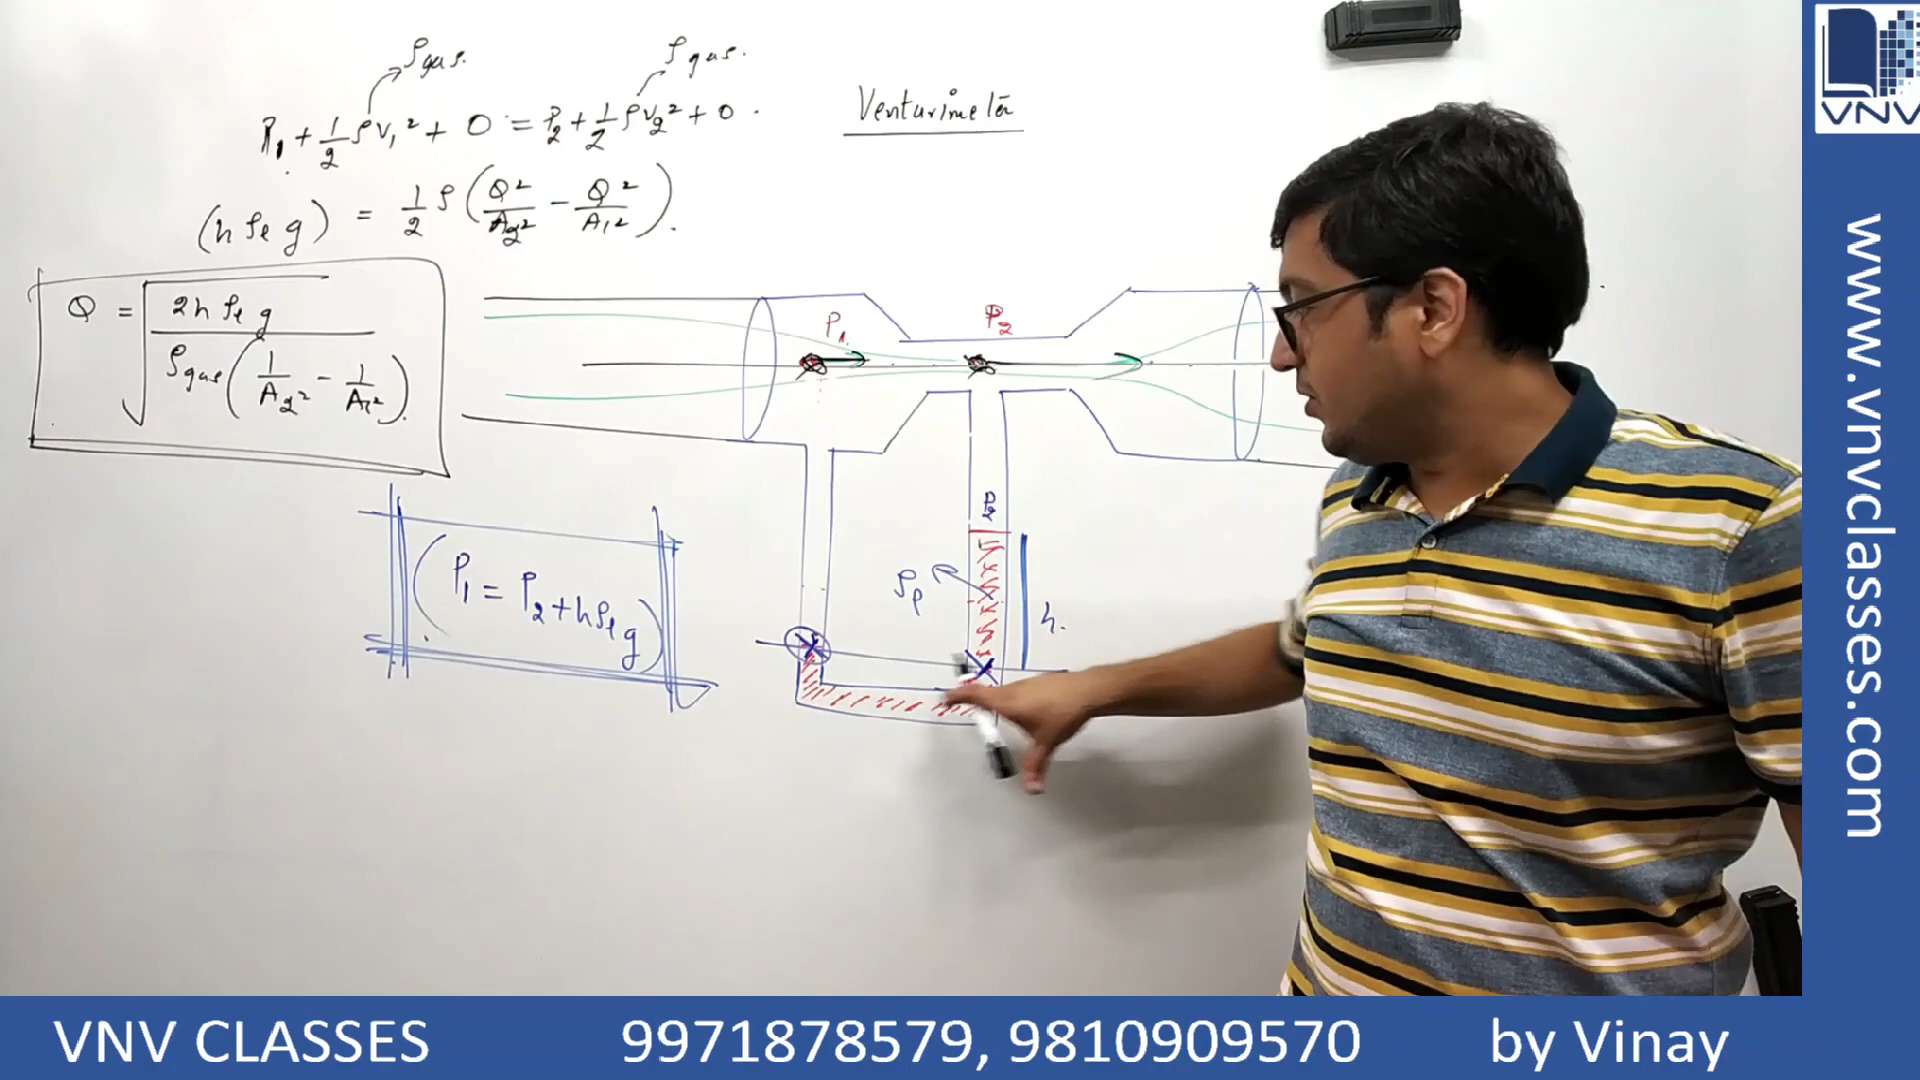 ρgas. ρgas.
P₁ + 1/2 ρv₁² + 0 = P₂ + 1/2 ρv₂² + 0.
Venturimeter
(hρₗg) = 1/2 ρ(Q²/A₂² - Q²/A₁²).
Q = √(2hρₗg / ρgas(1/A₂² - 1/A₁²))
P₁ P₂
P₂
(P₁ = P₂ + hρₗg)
ρₗ
h.
VNV
www.vnvclasses.com
VNV CLASSES 9971878579, 9810909570 by Vinay